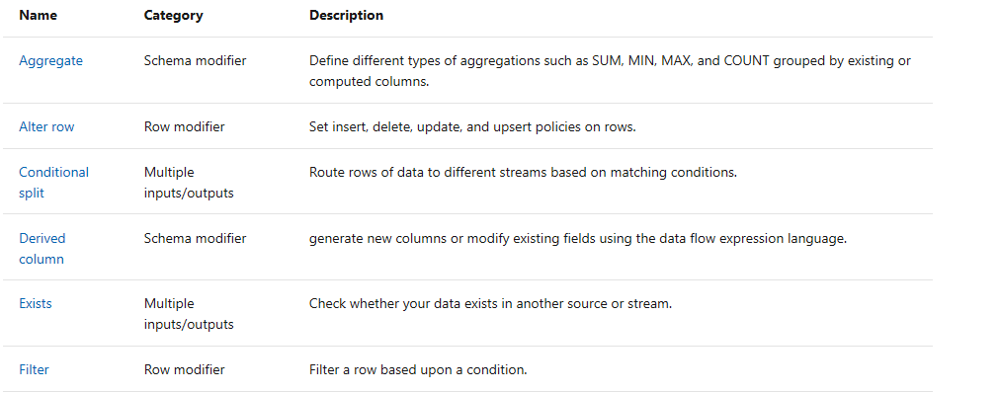 Name Category Description
Aggregate Schema modifier Define different types of aggregations such as SUM, MIN, MAX, and COUNT grouped by existing or
computed columns.
Alter row Row modifier Set insert, delete, update, and upsert policies on rows.
Conditional Multiple Route rows of data to different streams based on matching conditions.
split inputs/outputs
Derived Schema modifier generate new columns or modify existing fields using the data flow expression language.
column
Exists Multiple Check whether your data exists in another source or stream.
inputs/outputs
Filter Row modifier Filter a row based upon a condition.